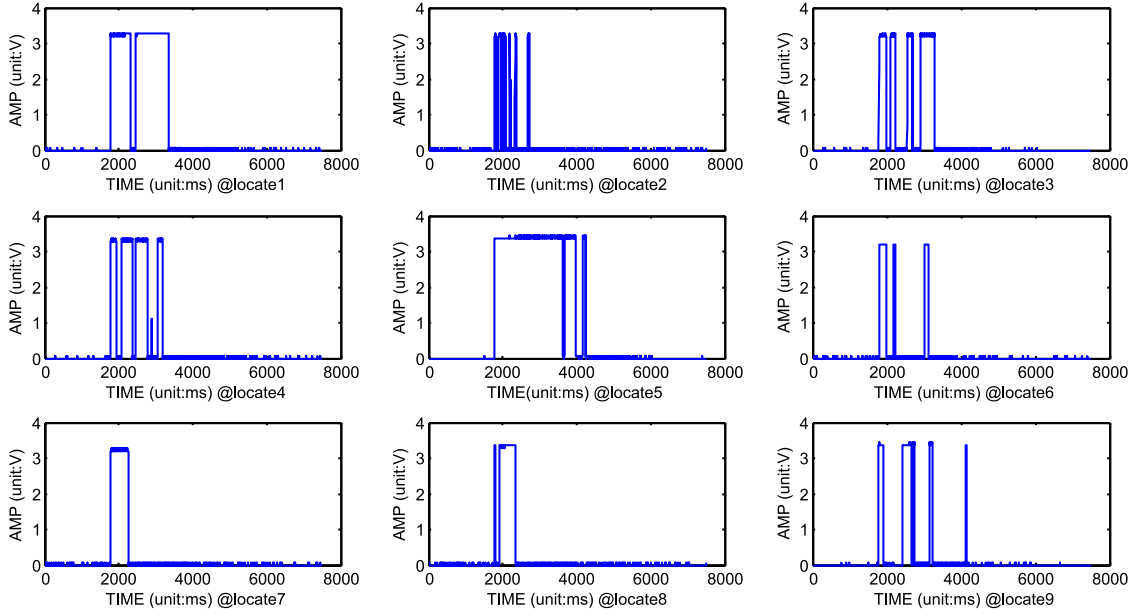 AMP (unit:V)
4
3
2
1
0
0 2000 4000 6000 8000
TIME (unit:ms) @locate1
AMP (unit:V)
4
3
2
1
0
0 2000 4000 6000 8000
TIME (unit:ms) @locate2
AMP (unit:V)
4
3
2
1
0
0 2000 4000 6000 8000
TIME (unit:ms) @locate3
AMP (unit:V)
4
3
2
1
0
0 2000 4000 6000 8000
TIME (unit:ms) @locate4
AMP (unit:V)
4
3
2
1
0
0 2000 4000 6000 8000
TIME(unit:ms) @locate5
AMP (unit:V)
4
3
2
1
0
0 2000 4000 6000 8000
TIME (unit:ms) @locate6
AMP (unit:V)
4
3
2
1
0
0 2000 4000 6000 8000
TIME (unit:ms) @locate7
AMP (unit:V)
4
3
2
1
0
0 2000 4000 6000 8000
TIME (unit:ms) @locate8
AMP (unit:V)
4
3
2
1
0
0 2000 4000 6000 8000
TIME (unit:ms) @locate9